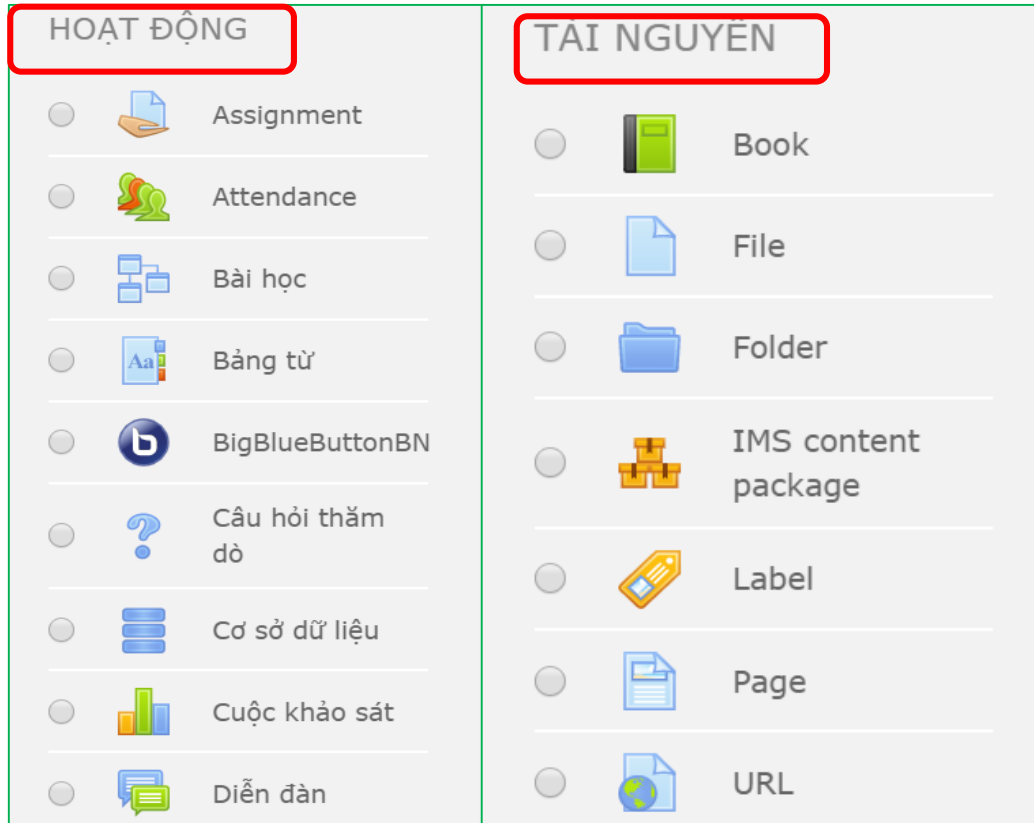 HOẠT ĐỘNG
Assignment
Attendance
Bài học
Aa
Bảng từ
BigBlueButtonBN
Câu hỏi thăm
dò
Cơ sở dữ liệu
Cuộc khảo sát
Diễn đàn
TÀI NGUYÊN
Book
File
Folder
IMS content
package
Label
Page
URL